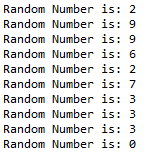 Random Number is: 2
Random Number is: 9
Random Number is: 9
Random Number is: 6
Random Number is: 2
Random Number is: 7
Random Number is: 3
Random Number is: 3
Random Number is: 3
Random Number is: 0